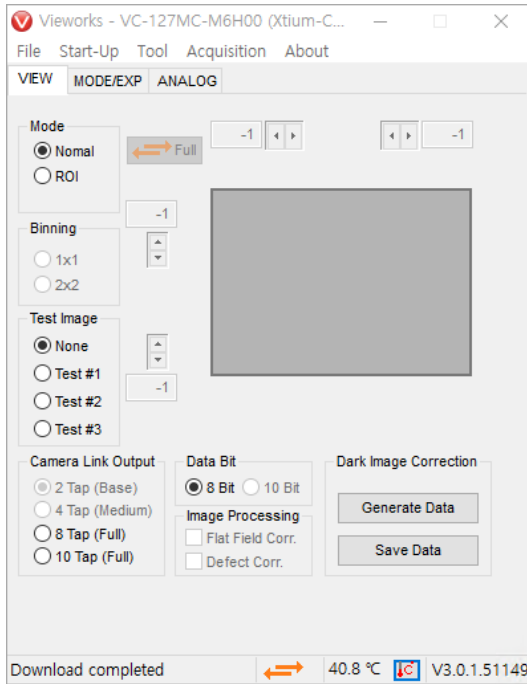 Vieworks - VC-127MC-M6H00 (Xtium-C...
File Start-Up Tool Acquisition About
VIEW MODE/EXP ANALOG
Mode
Nomal
ROI
Full
-1
-1
Binning
1x1
2x2
-1
Test Image
None
Test #1
Test #2
Test #3
-1
Camera Link Output
2 Tap (Base)
4 Tap (Medium)
8 Tap (Full)
10 Tap (Full)
Data Bit
8 Bit 10 Bit
Image Processing
Flat Field Corr.
Defect Corr.
Dark Image Correction
Generate Data
Save Data
Download completed 40.8 ℃ C V3.0.1.51149